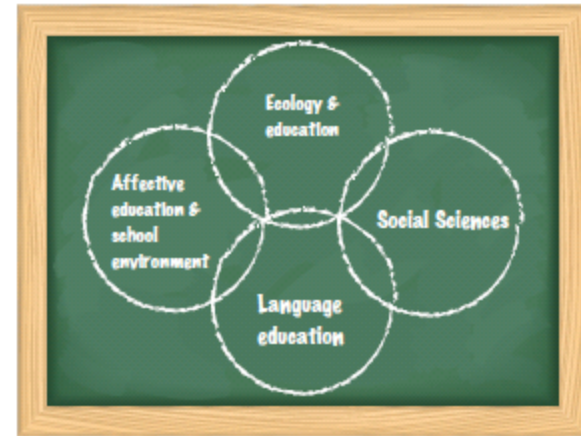 Ecology &
education
Affective
education &
school
environment
Social Sciences
Language
education